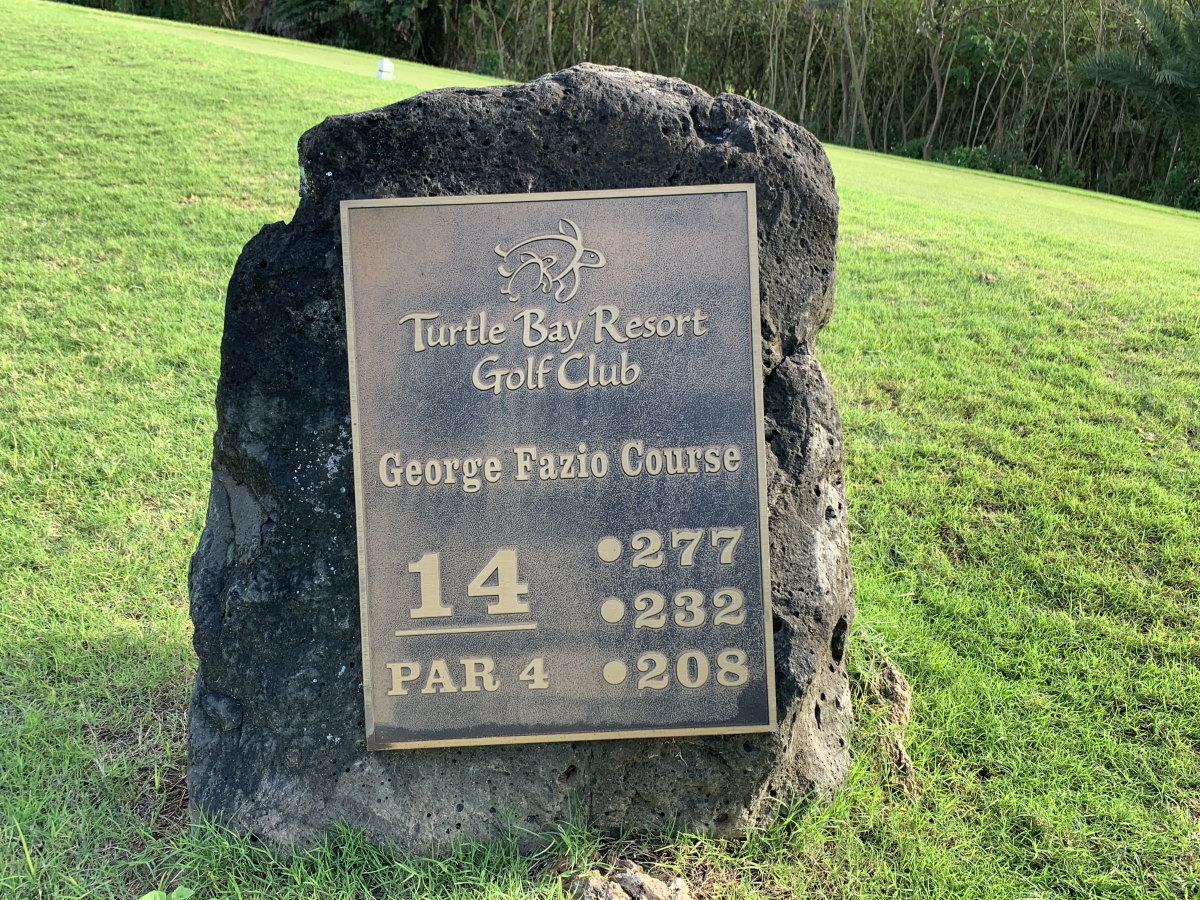 Turtle Bay Resort
Golf Club
George Fazio Course
14
PAR 4
277
232
208